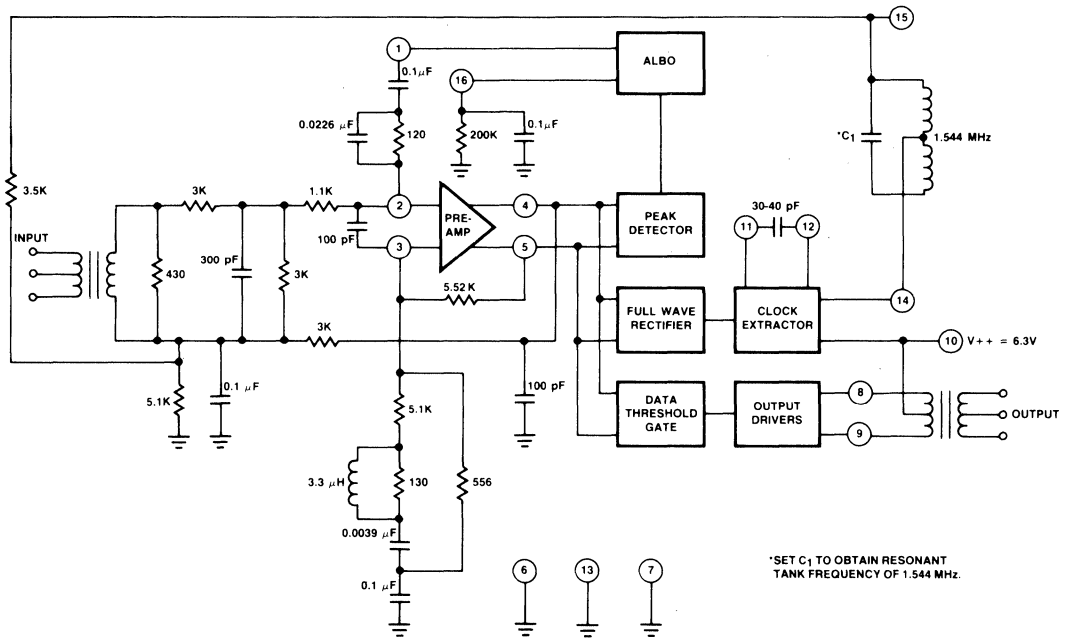 15
1
ALBO
0.1µF
16
0.0226 µF
120
200K
0.1µF
*C1
1.544 MHz
3.5K
3K
1.1K
2
PRE-
AMP
4
PEAK
DETECTOR
30-40 pF
11
12
INPUT
430
300 pF
3K
100 pF
3
5
5.52 K
FULL WAVE
RECTIFIER
CLOCK
EXTRACTOR
14
3K
10
V++ = 6.3V
5.1K
0.1 µF
5.1K
100 pF
DATA
THRESHOLD
GATE
OUTPUT
DRIVERS
8
9
OUTPUT
3.3 µH
130
556
0.0039 µF
0.1 µF
6
13
7
*SET C1 TO OBTAIN RESONANT
TANK FREQUENCY OF 1.544 MHz.